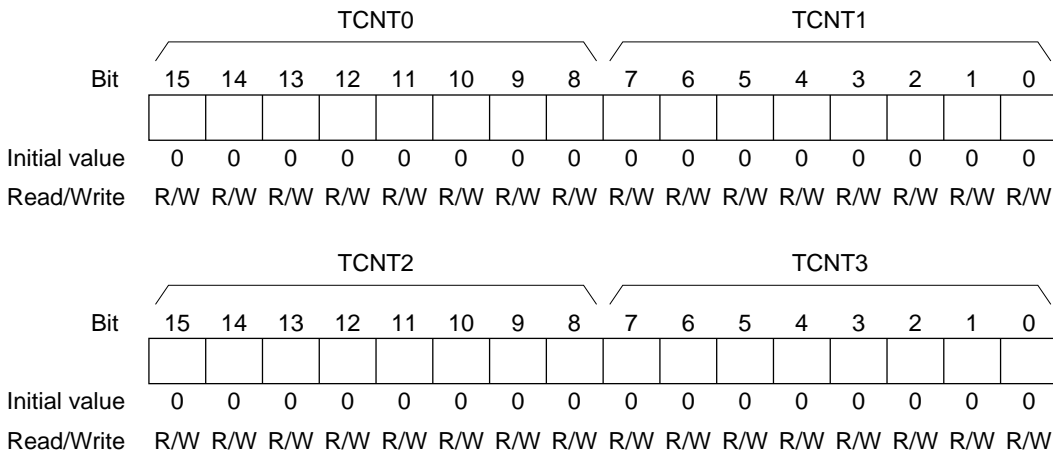 TCNT0 TCNT1
Bit 15 14 13 12 11 10 9 8 7 6 5 4 3 2 1 0
Initial value 0 0 0 0 0 0 0 0 0 0 0 0 0 0 0 0
Read/Write R/W R/W R/W R/W R/W R/W R/W R/W R/W R/W R/W R/W R/W R/W R/W R/W
TCNT2 TCNT3
Bit 15 14 13 12 11 10 9 8 7 6 5 4 3 2 1 0
Initial value 0 0 0 0 0 0 0 0 0 0 0 0 0 0 0 0
Read/Write R/W R/W R/W R/W R/W R/W R/W R/W R/W R/W R/W R/W R/W R/W R/W R/W